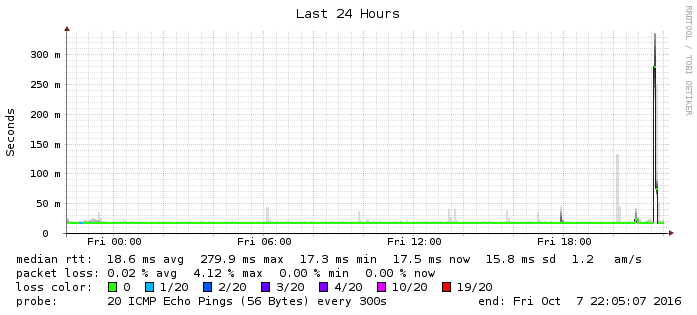 Last 24 Hours
RRDTOOL / TOBI OETIKER
Seconds
300 m
250 m
200 m
150 m
100 m
50 m
0
Fri 00:00 Fri 06:00 Fri 12:00 Fri 18:00
median rtt: 18.6 ms avg 279.9 ms max 17.3 ms min 17.5 ms now 15.8 ms sd 1.2 am/s
packet loss: 0.02 % avg 4.12 % max 0.00 % min 0.00 % now
loss color: 0 1/20 2/20 3/20 4/20 10/20 19/20
probe: 20 ICMP Echo Pings (56 Bytes) every 300s end: Fri Oct 7 22:05:07 2016